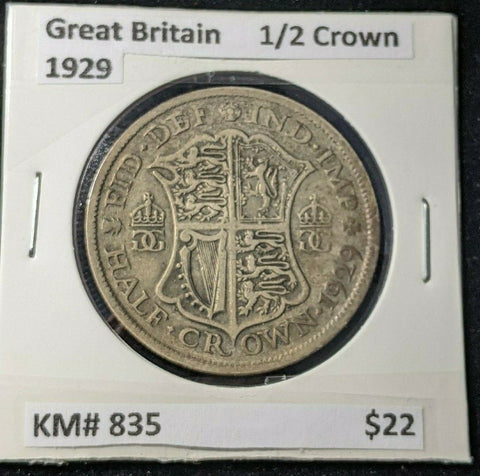 Great Britain 1/2 Crown
1929
FID · DEF IND · IMP
HALF · CROWN · 1929
G G
KM# 835 $22